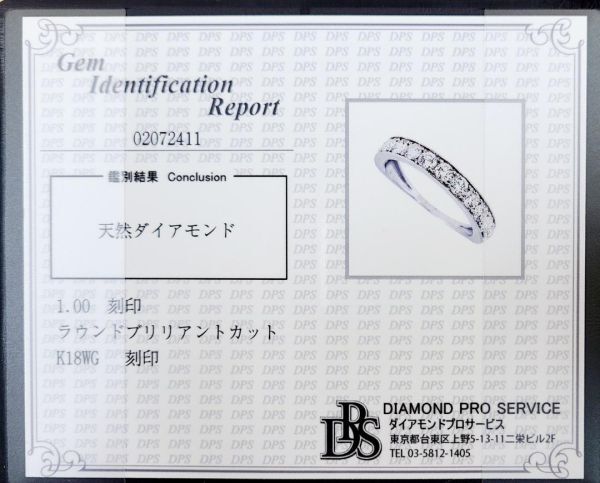 Gem
Identification
Report
02072411
鑑別結果 Conclusion
天然ダイアモンド
1.00 刻印
ラウンドブリリアントカット
K18WG 刻印
DPS
DIAMOND PRO SERVICE
ダイアモンドプロサービス
東京都台東区上野5-13-11二栄ビル2F
TEL 03-5812-1405